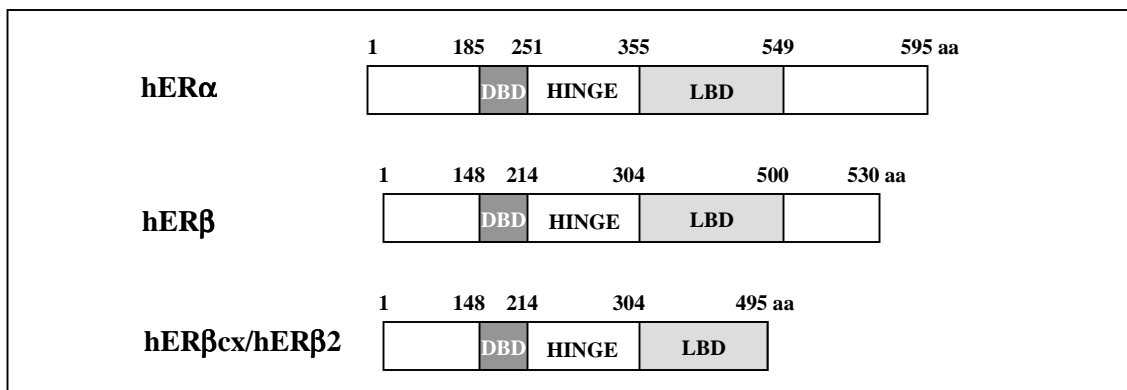 1 185 251 355 549 595 aa
hERα DBD HINGE LBD
1 148 214 304 500 530 aa
hERβ DBD HINGE LBD
1 148 214 304 495 aa
hERβcx/hERβ2 DBD HINGE LBD